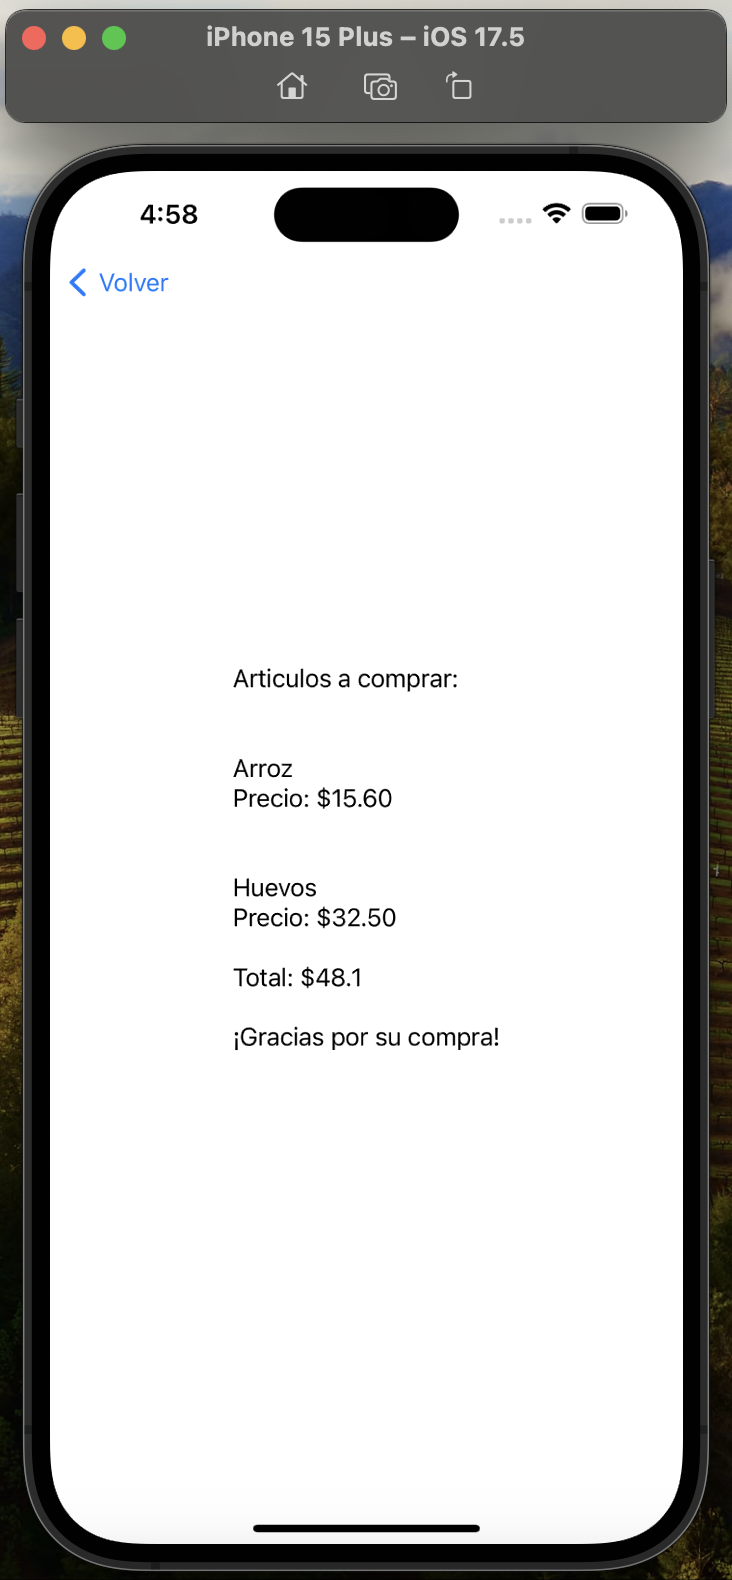 iPhone 15 Plus – iOS 17.5
4:58
Volver
Articulos a comprar:
Arroz
Precio: $15.60
Huevos
Precio: $32.50
Total: $48.1
¡Gracias por su compra!